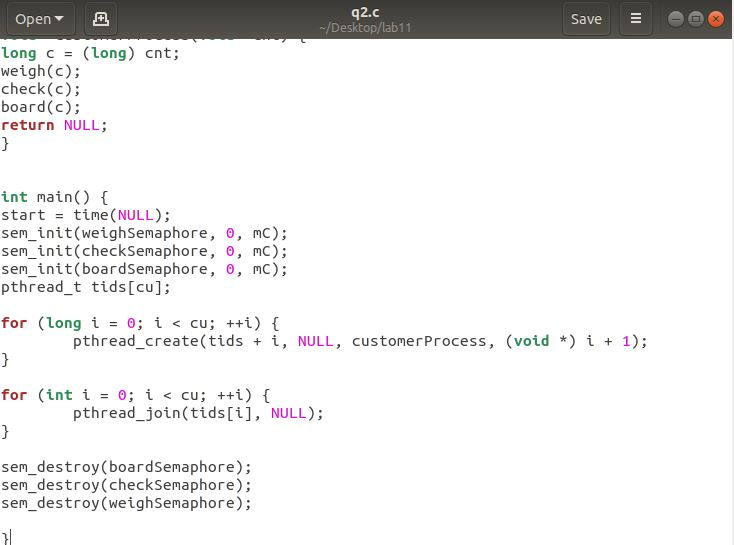 Open
q2.c
~/Desktop/lab11
Save
long c = (long) cnt;
weigh(c);
check(c);
board(c);
return NULL;
}
int main() {
start = time(NULL);
sem_init(weighSemaphore, 0, mC);
sem_init(checkSemaphore, 0, mC);
sem_init(boardSemaphore, 0, mC);
pthread_t tids[cu];
for (long i = 0; i < cu; ++i) {
        pthread_create(tids + i, NULL, customerProcess, (void *) i + 1);
}
for (int i = 0; i < cu; ++i) {
        pthread_join(tids[i], NULL);
}
sem_destroy(boardSemaphore);
sem_destroy(checkSemaphore);
sem_destroy(weighSemaphore);
}